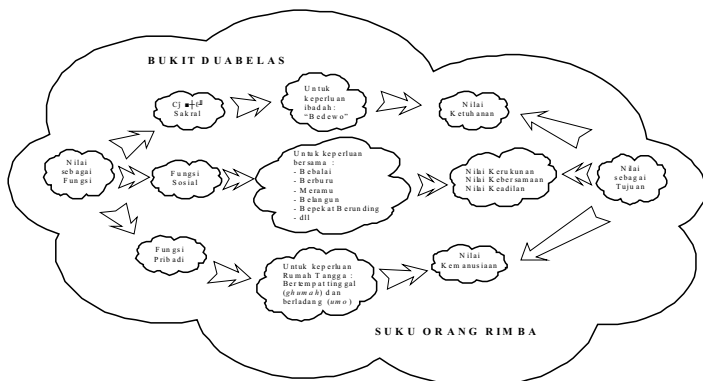 BUKIT DUABELAS
Sakral
Untuk
keperluan
ibadah:
"Bedewo"
Nilai
Ketuhanan
Nilai
sebagai
Fungsi
Fungsi
Sosial
Untuk keperluan
bersama :
- Bebalai
- Berburu
- Meramu
- Belangun
- Bepekat Berunding
- dll
Nilai Kerukunan
Nilai Kebersamaan
Nilai Keadilan
Nilai
sebagai
Tujuan
Fungsi
Pribadi
Untuk keperluan
Rumah Tangga :
Bertempat tinggal
(ghumah) dan
berladang (umo)
Nilai
Kemanusiaan
SUKU ORANG RIMBA